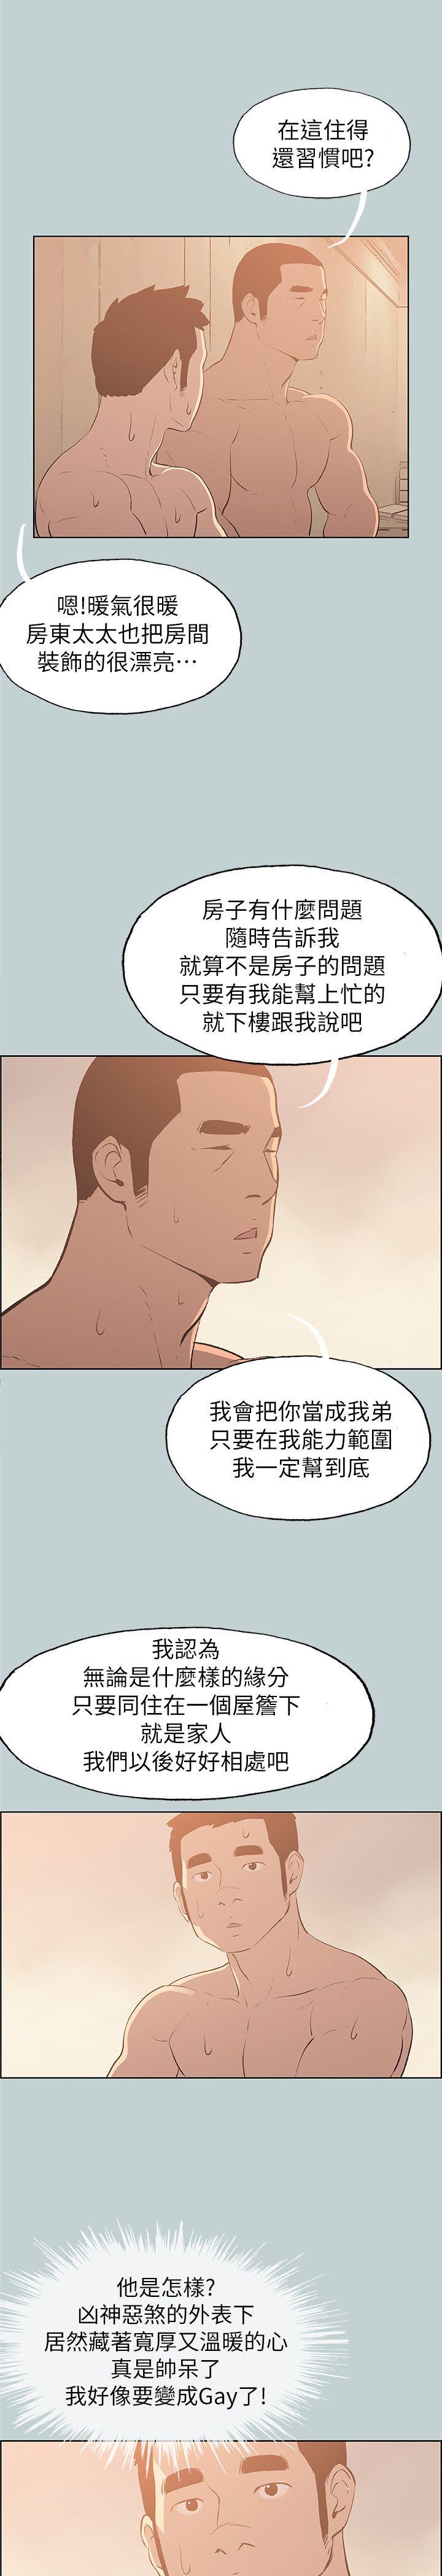 在這住得
還習慣吧?
嗯!暖氣很暖
房東太太也把房間
裝飾的很漂亮…
房子有什麼問題
隨時告訴我
就算不是房子的問題
只要有我能幫上忙的
就下樓跟我說吧
我會把你當成我弟
只要在我能力範圍
我一定幫到底
我認為
無論是什麼樣的緣分
只要同住在一個屋簷下
就是家人
我們以後好好相處吧
他是怎樣?
凶神惡煞的外表下
居然藏著寬厚又溫暖的心
真是帥呆了
我好像要變成Gay了!